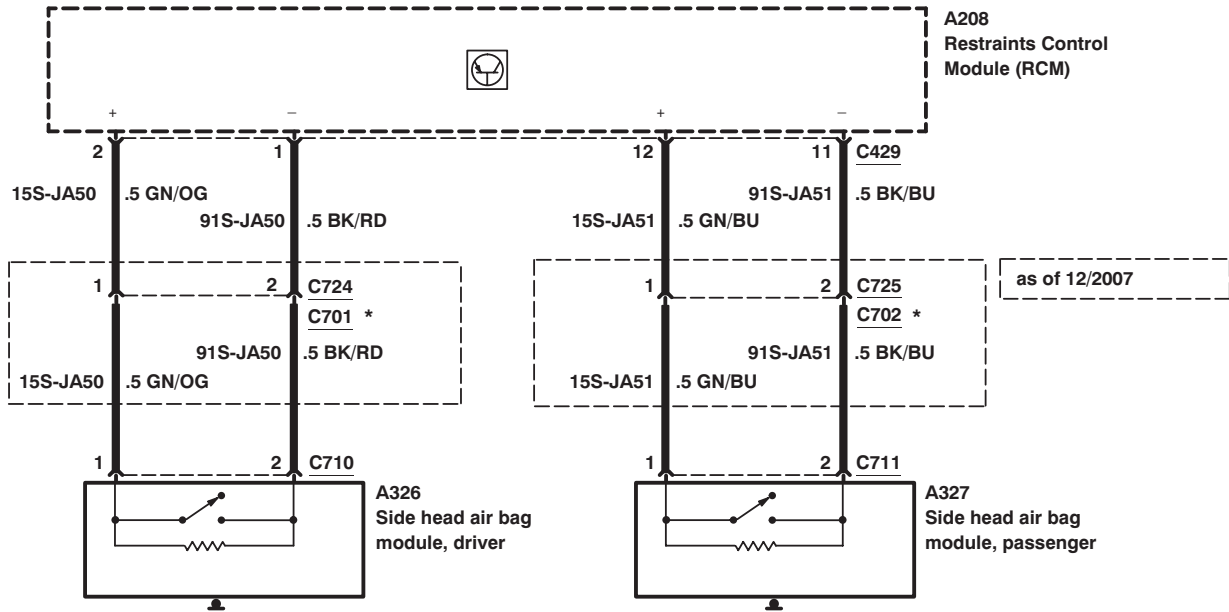 A208
Restraints Control
Module (RCM)
+ – + –
2 1 12 11 C429
15S-JA50 .5 GN/OG 91S-JA51 .5 BK/BU
91S-JA50 .5 BK/RD 15S-JA51 .5 GN/BU
1 2 C724 1 2 C725 as of 12/2007
C701 * C702 *
91S-JA50 .5 BK/RD 91S-JA51 .5 BK/BU
15S-JA50 .5 GN/OG 15S-JA51 .5 GN/BU
1 2 C710 1 2 C711
A326
Side head air bag
module, driver
A327
Side head air bag
module, passenger